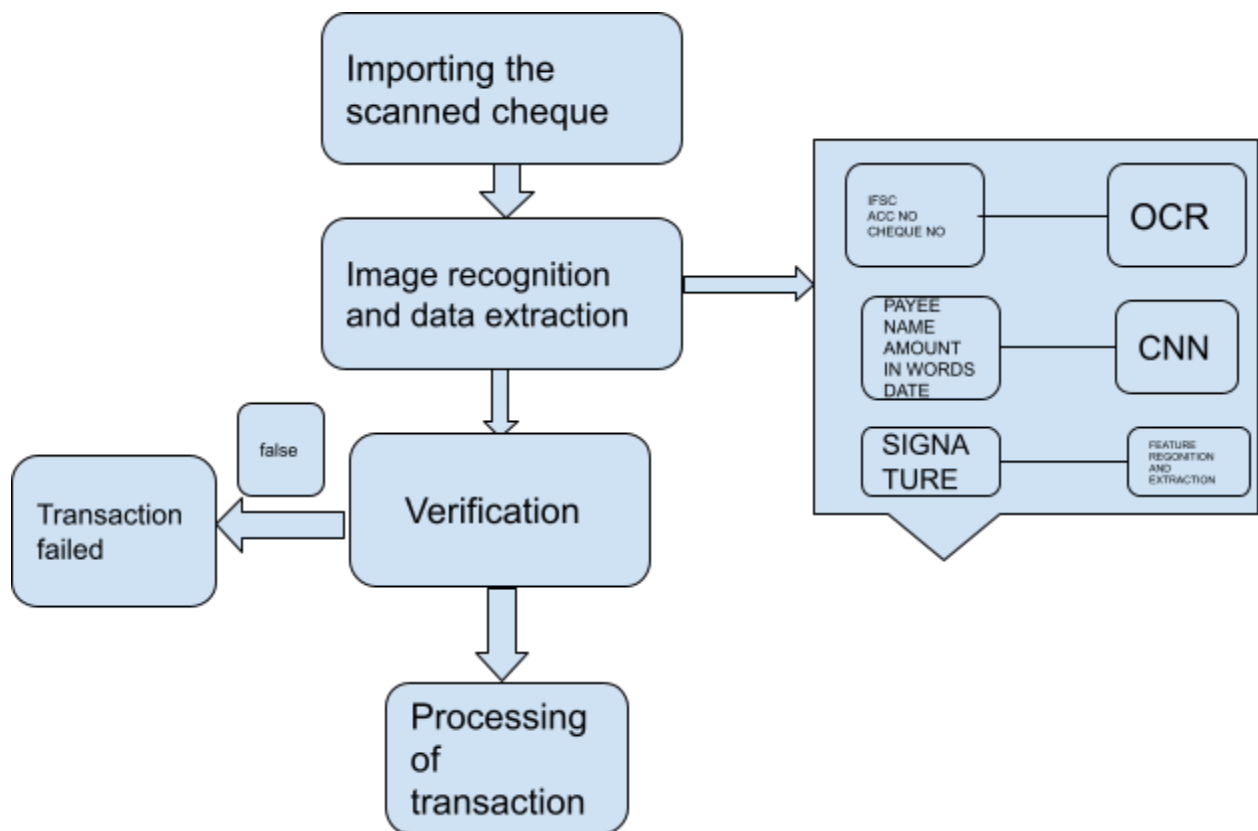 Importing the
scanned cheque
Image recognition
and data extraction
IFSC
ACC NO
CHEQUE NO
OCR
PAYEE
NAME
AMOUNT
IN WORDS
DATE
CNN
SIGNA
TURE
FEATURE
REGONITION
AND
EXTRACTION
false
Transaction
failed
Verification
Processing
of
transaction